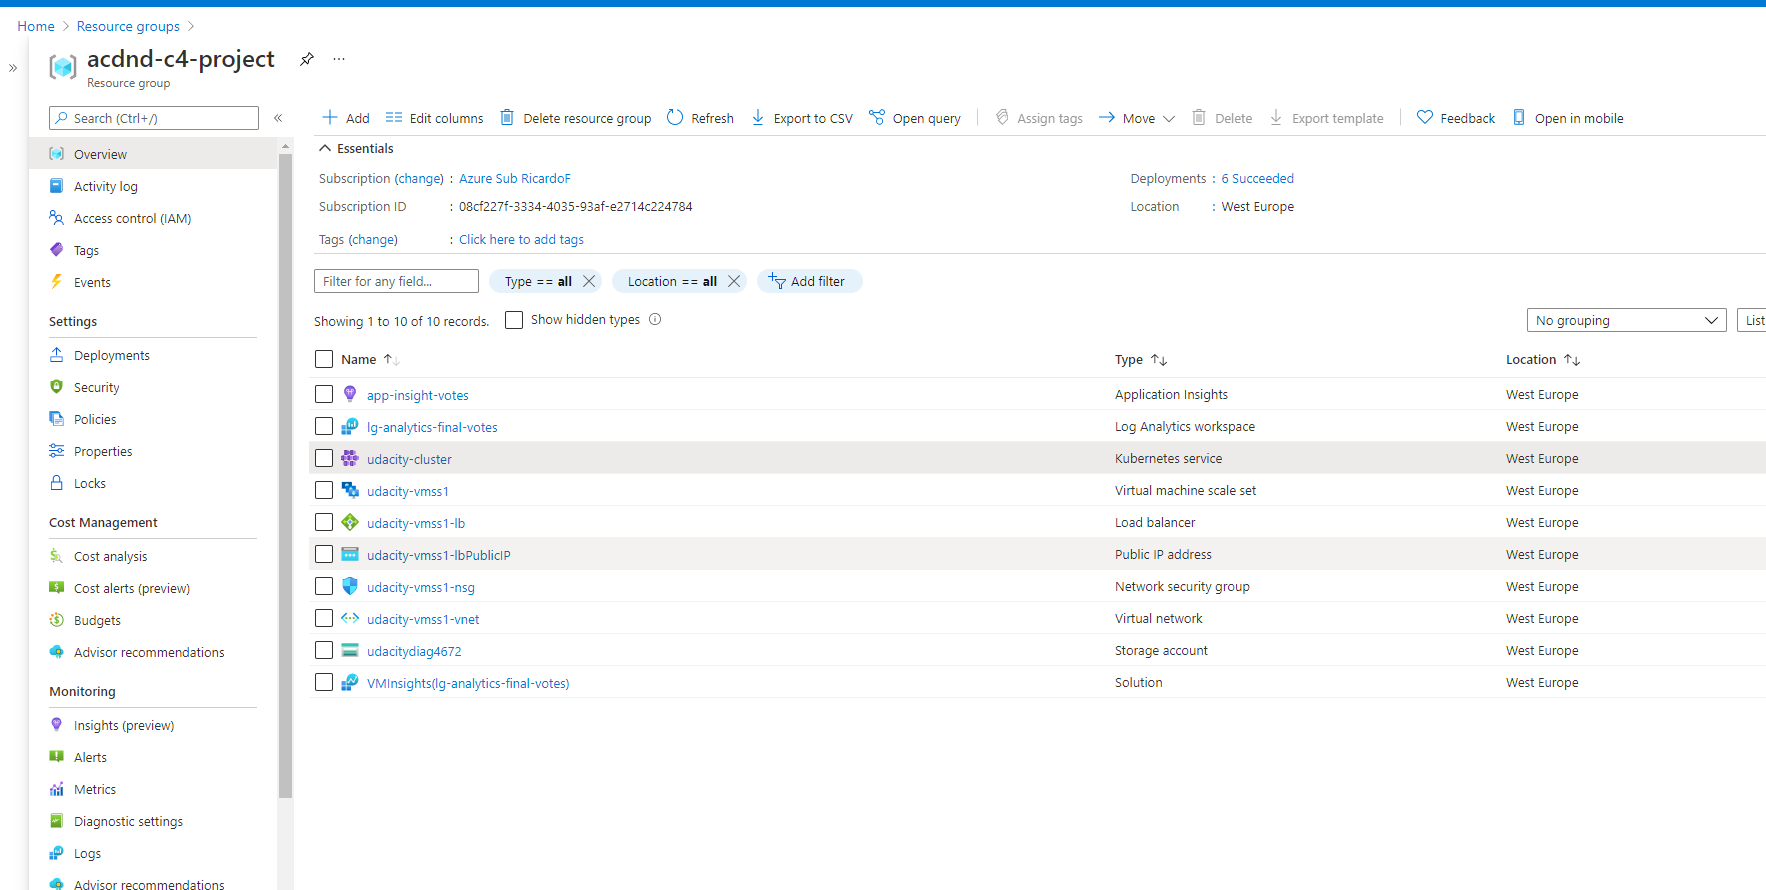 Home > Resource groups >
acdnd-c4-project
Resource group
Search (Ctrl+/)
Overview
Activity log
Access control (IAM)
Tags
Events
Settings
Deployments
Security
Policies
Properties
Locks
Cost Management
Cost analysis
Cost alerts (preview)
Budgets
Advisor recommendations
Monitoring
Insights (preview)
Alerts
Metrics
Diagnostic settings
Logs
Advisor recommendations
Add Edit columns Delete resource group Refresh Export to CSV Open query Assign tags Move Delete Export template Feedback Open in mobile
Essentials
Subscription (change) : Azure Sub RicardoF Deployments : 6 Succeeded
Subscription ID : 08cf227f-3334-4035-93af-e2714c224784 Location : West Europe
Tags (change) : Click here to add tags
Filter for any field... Type == all Location == all Add filter
Showing 1 to 10 of 10 records. Show hidden types No grouping List
Name Type Location
app-insight-votes Application Insights West Europe
lg-analytics-final-votes Log Analytics workspace West Europe
udacity-cluster Kubernetes service West Europe
udacity-vmss1 Virtual machine scale set West Europe
udacity-vmss1-lb Load balancer West Europe
udacity-vmss1-lbPublicIP Public IP address West Europe
udacity-vmss1-nsg Network security group West Europe
udacity-vmss1-vnet Virtual network West Europe
udacitydiag4672 Storage account West Europe
VMInsights(lg-analytics-final-votes) Solution West Europe